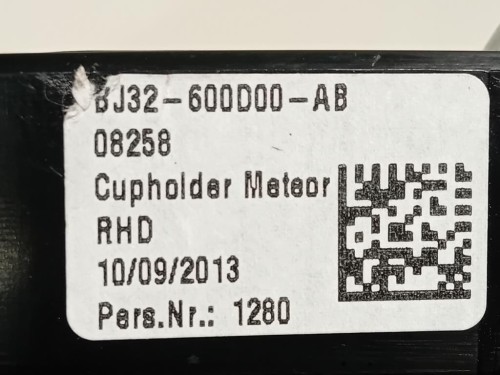 BJ32-600D00-AB
08258
Cupholder Meteor
RHD
10/09/2013
Pers.Nr.: 1280